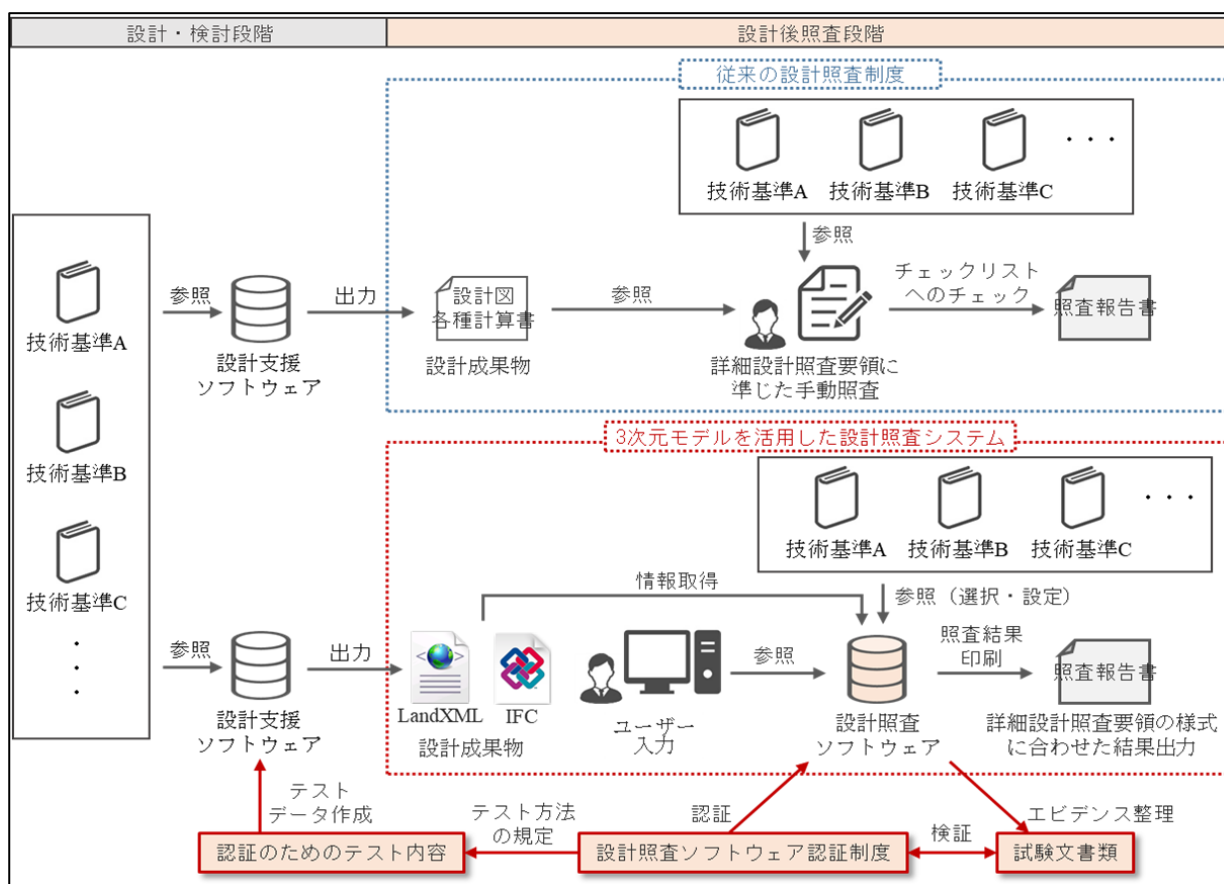 設計・検討段階
設計後照査段階
従来の設計照査制度
技術基準A
技術基準B
技術基準C
・・・
参照
技術基準A
技術基準B
技術基準C
・
・
・
参照
設計支援
ソフトウェア
出力
設計図
各種計算書
設計成果物
参照
詳細設計照査要領に
準じた手動照査
チェックリスト
へのチェック
照査報告書
3次元モデルを活用した設計照査システム
技術基準A
技術基準B
技術基準C
・・・
情報取得
参照（選択・設定）
参照
設計支援
ソフトウェア
出力
LandXML
IFC
設計成果物
ユーザー
入力
参照
設計照査
ソフトウェア
照査結果
印刷
照査報告書
詳細設計照査要領の様式
に合わせた結果出力
テスト
データ作成
テスト方法
の規定
認証
エビデンス整理
検証
認証のためのテスト内容
設計照査ソフトウェア認証制度
試験文書類